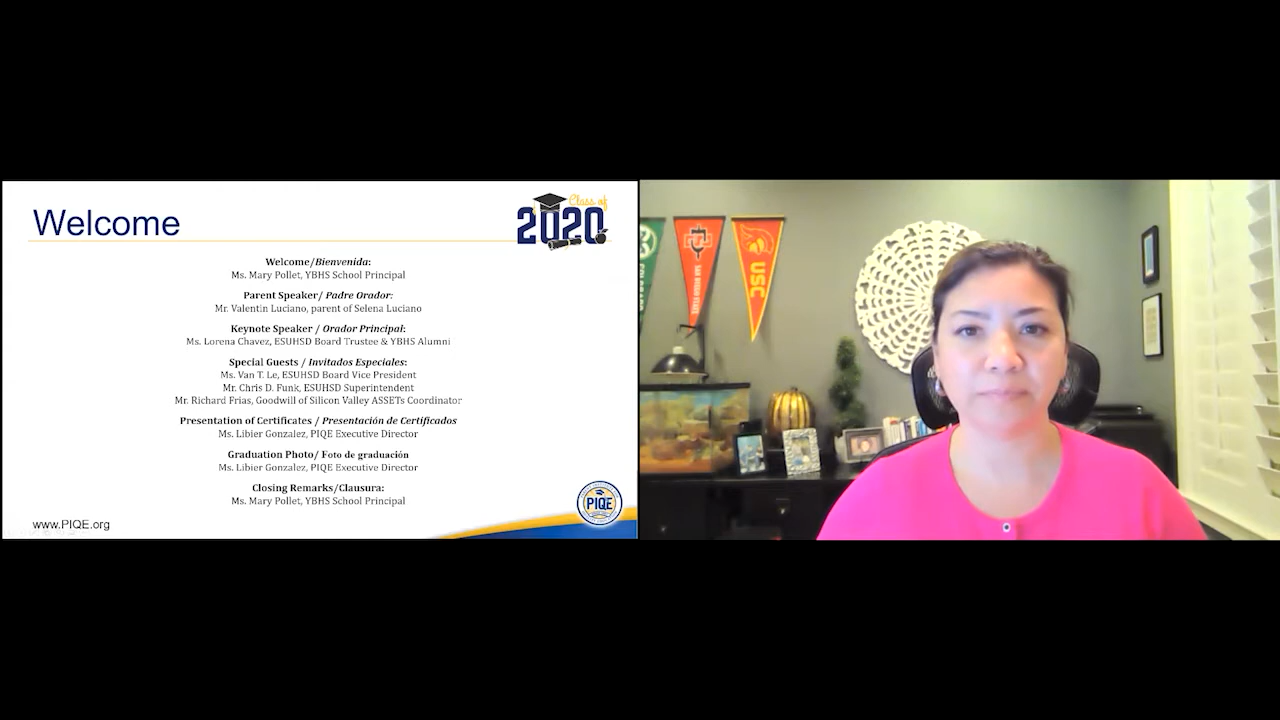 Welcome
Class of
2020
Welcome/Bienvenida:
Ms. Mary Pollet, YBHS School Principal
Parent Speaker/ Padre Orador:
Mr. Valentin Luciano, parent of Selena Luciano
Keynote Speaker / Orador Principal:
Ms. Lorena Chavez, ESUHSD Board Trustee & YBHS Alumni
Special Guests / Invitados Especiales:
Ms. Van T. Le, ESUHSD Board Vice President
Mr. Chris D. Funk, ESUHSD Superintendent
Mr. Richard Frias, Goodwill of Silicon Valley ASSETs Coordinator
Presentation of Certificates / Presentación de Certificados
Ms. Libier Gonzalez, PIQE Executive Director
Graduation Photo/ Foto de graduación
Ms. Libier Gonzalez, PIQE Executive Director
Closing Remarks/Clausura:
Ms. Mary Pollet, YBHS School Principal
www.PIQE.org
PIQE
SAN DIEGO STATE
USC